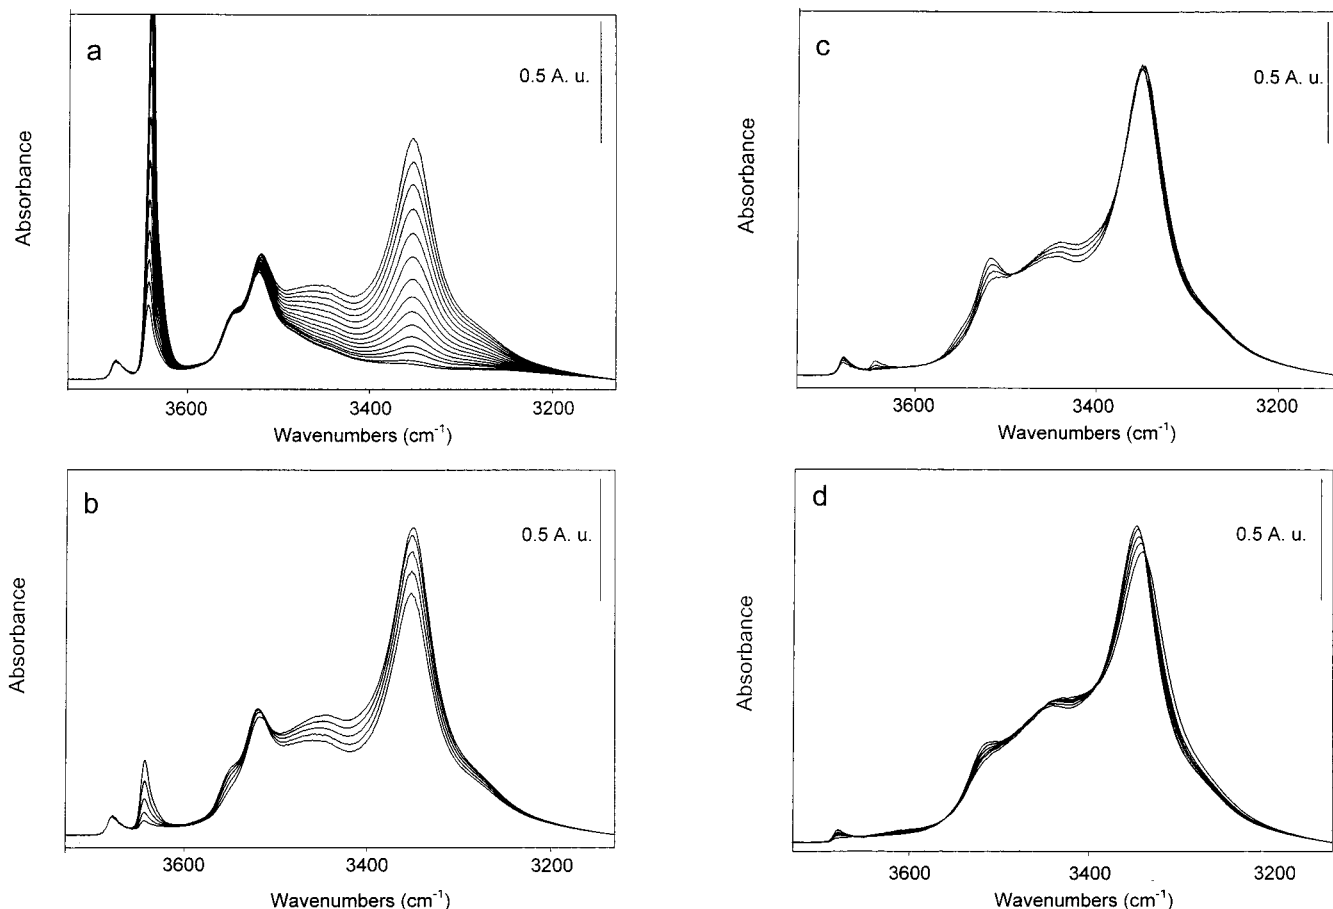 a
0.5 A. u.
Absorbance
3600 3400 3200
Wavenumbers (cm⁻¹)
c
0.5 A. u.
Absorbance
3600 3400 3200
Wavenumbers (cm⁻¹)
b
0.5 A. u.
Absorbance
3600 3400 3200
Wavenumbers (cm⁻¹)
d
0.5 A. u.
Absorbance
3600 3400 3200
Wavenumbers (cm⁻¹)